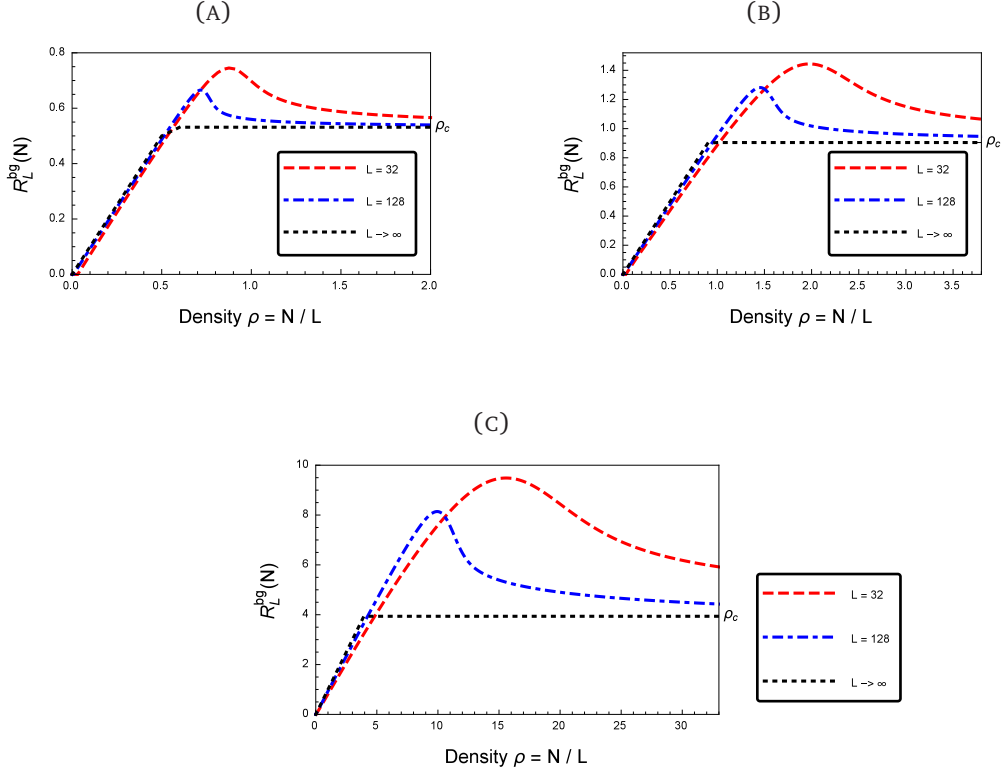 (A)
R_L^bg(N)
0.8
0.6
0.4
0.2
0.0
0.0 0.5 1.0 1.5 2.0
ρc
L = 32
L = 128
L -> ∞
Density ρ = N / L
(B)
R_L^bg(N)
1.4
1.2
1.0
0.8
0.6
0.4
0.2
0.0
0.0 0.5 1.0 1.5 2.0 2.5 3.0 3.5
ρc
L = 32
L = 128
L -> ∞
Density ρ = N / L
(C)
R_L^bg(N)
10
8
6
4
2
0
0 5 10 15 20 25 30
ρc
Density ρ = N / L
L = 32
L = 128
L -> ∞